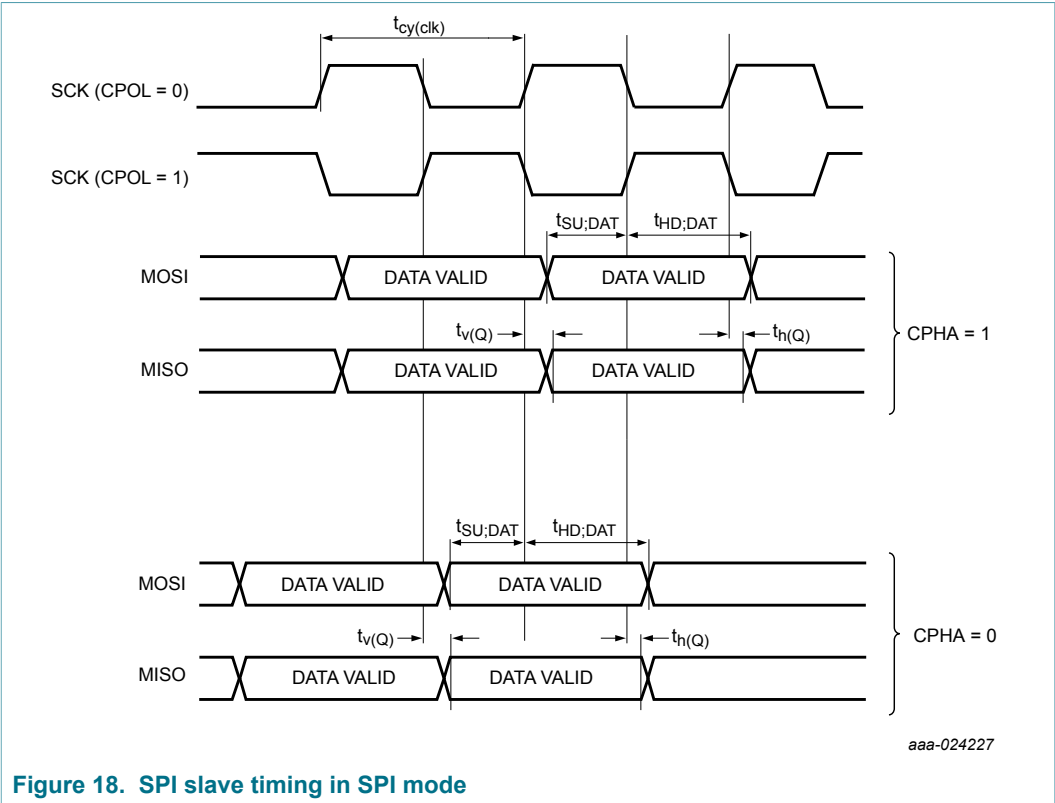 tcy(clk)
SCK (CPOL = 0)
SCK (CPOL = 1)
tSU;DAT tHD;DAT
MOSI DATA VALID DATA VALID
tv(Q) th(Q)
CPHA = 1
MISO DATA VALID DATA VALID
tSU;DAT tHD;DAT
MOSI DATA VALID DATA VALID
tv(Q) th(Q)
CPHA = 0
MISO DATA VALID DATA VALID
aaa-024227
Figure 18. SPI slave timing in SPI mode